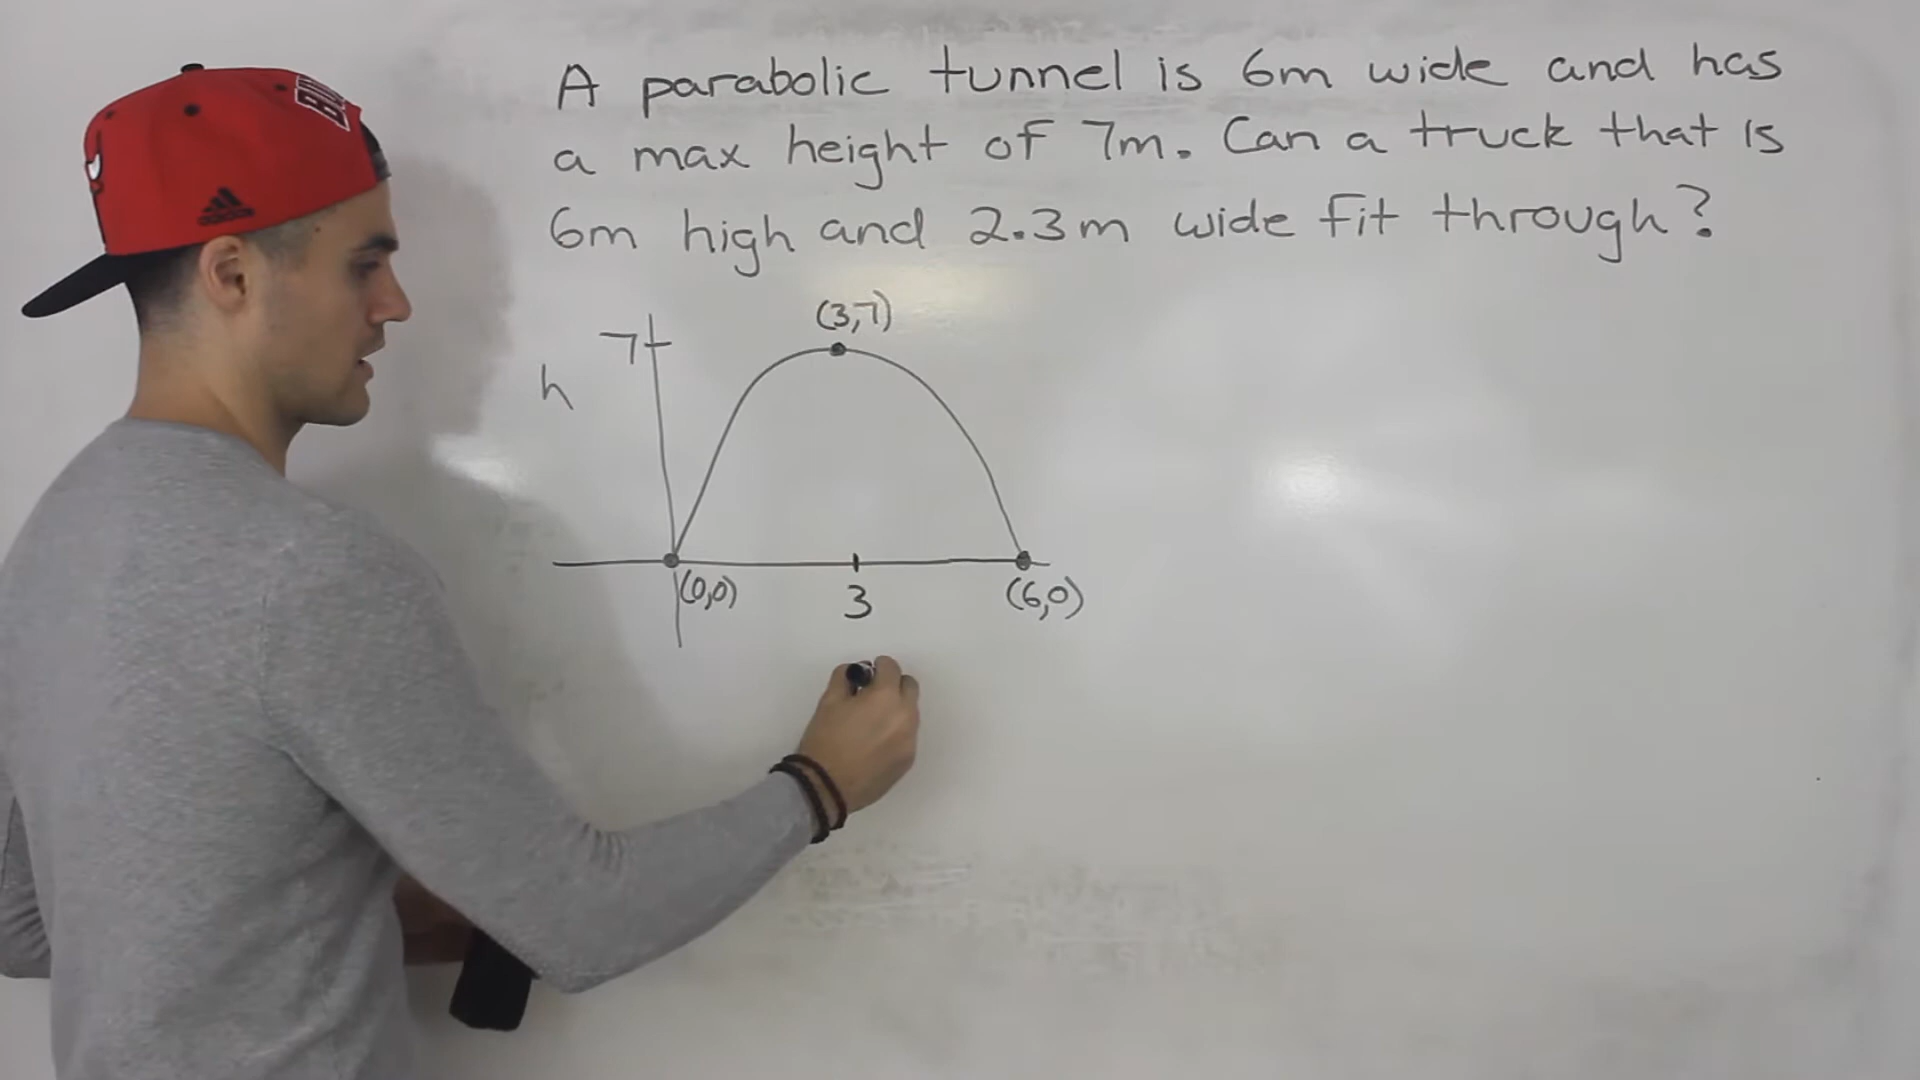 A parabolic tunnel is 6m wide and has
a max height of 7m. Can a truck that is
6m high and 2.3m wide fit through?
(3,7)
7
h
(0,0) 3 (6,0)